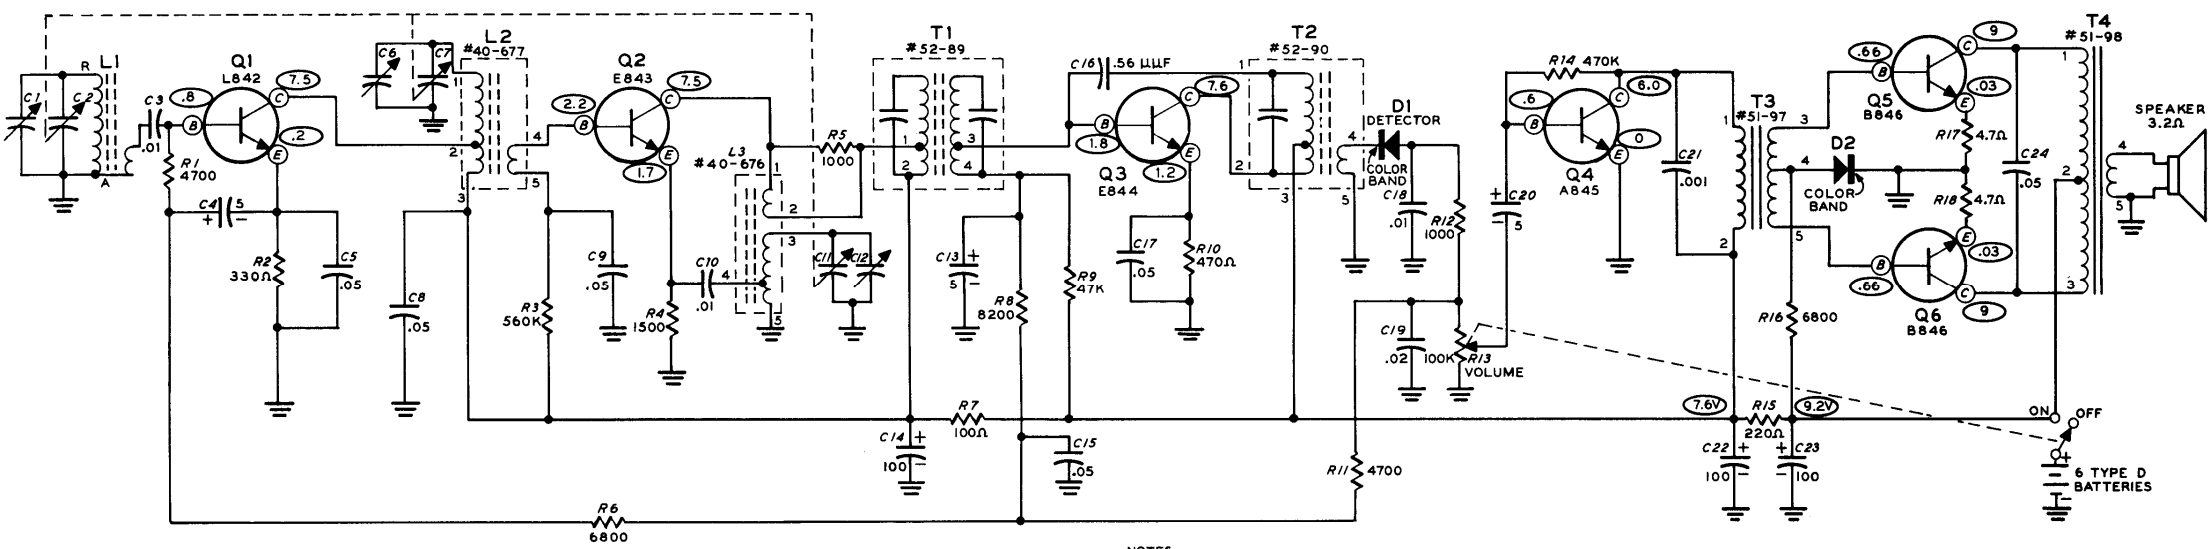 L1
R
A
C1
C2
C3
.01
R1
4700
Q1
L842
.8
B
C
7.5
.2
E
C4
+ 5 -
R2
330Ω
C5
.05
C6
C7
L2
#40-677
1
2
3
4
5
C8
.05
R3
560K
C9
.05
Q2
E843
2.2
B
C
7.5
E
1.7
R4
1500
C10
.01
L3
#40-676
1
2
3
4
5
C11
C12
R5
1000
R6
6800
T1
#52-89
1
2
3
4
C13
+
5 -
R8
8200
R9
47K
R7
100Ω
C14
+
100 -
C15
.05
C16
.56 μμF
Q3
E844
1.8
B
C
7.6
E
1.2
C17
.05
R10
470Ω
T2
#52-90
1
2
3
4
5
D1
DETECTOR
COLOR
BAND
C18
.01
R12
1000
C19
.02
100K
R13
VOLUME
R11
4700
C20
+
- 5
R14 470K
.6
B
C
6.0
0
E
Q4
A845
C21
.001
T3
#51-97
1
2
3
4
5
D2
COLOR
BAND
R16
6800
7.6V
R15
220Ω
9.2V
C22
+
100 -
C23
+
- 100
.66
B
C
9
E
.03
Q5
B846
R17
4.7Ω
R18
4.7Ω
C24
.05
E
.03
B
.66
C
9
Q6
B846
T4
#51-98
1
2
3
4
5
SPEAKER
3.2Ω
ON
OFF
+
6 TYPE D
BATTERIES
-